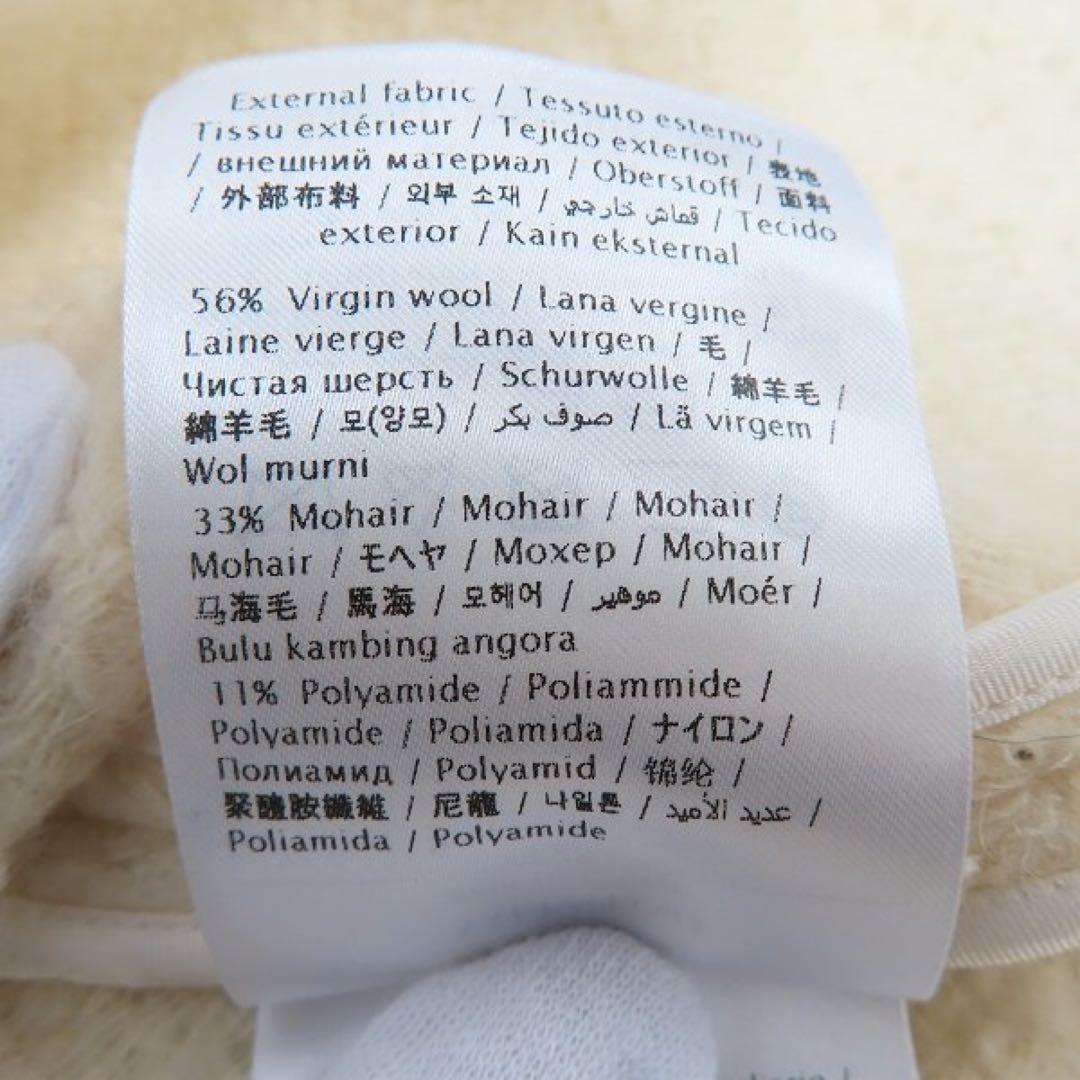 External fabric / Tessuto esterno /
Tissu extérieur / Tejido exterior / 表地
/ внешний материал / Oberstoff / 面料
/ 外部布料 / 외부 소재 / قماش خارجي / Tecido
exterior / Kain eksternal
56% Virgin wool / Lana vergine /
Laine vierge / Lana virgen / 毛 /
Чистая шерсть / Schurwolle / 綿羊毛 /
綿羊毛 / 모(양모) / صوف بكر / Lä virgem /
Wol murni
33% Mohair / Mohair / Mohair /
Mohair / モヘヤ / Мохер / Mohair /
马海毛 / 馬海 / 모헤어 / موهير / Moér /
Bulu kambing angora
11% Polyamide / Poliammide /
Polyamide / Poliamida / ナイロン /
Полиамид / Polyamid / 锦纶 /
聚醯胺纖維 / 尼龍 / 나일론 / عديد الأميد /
Poliamida / Polyamide